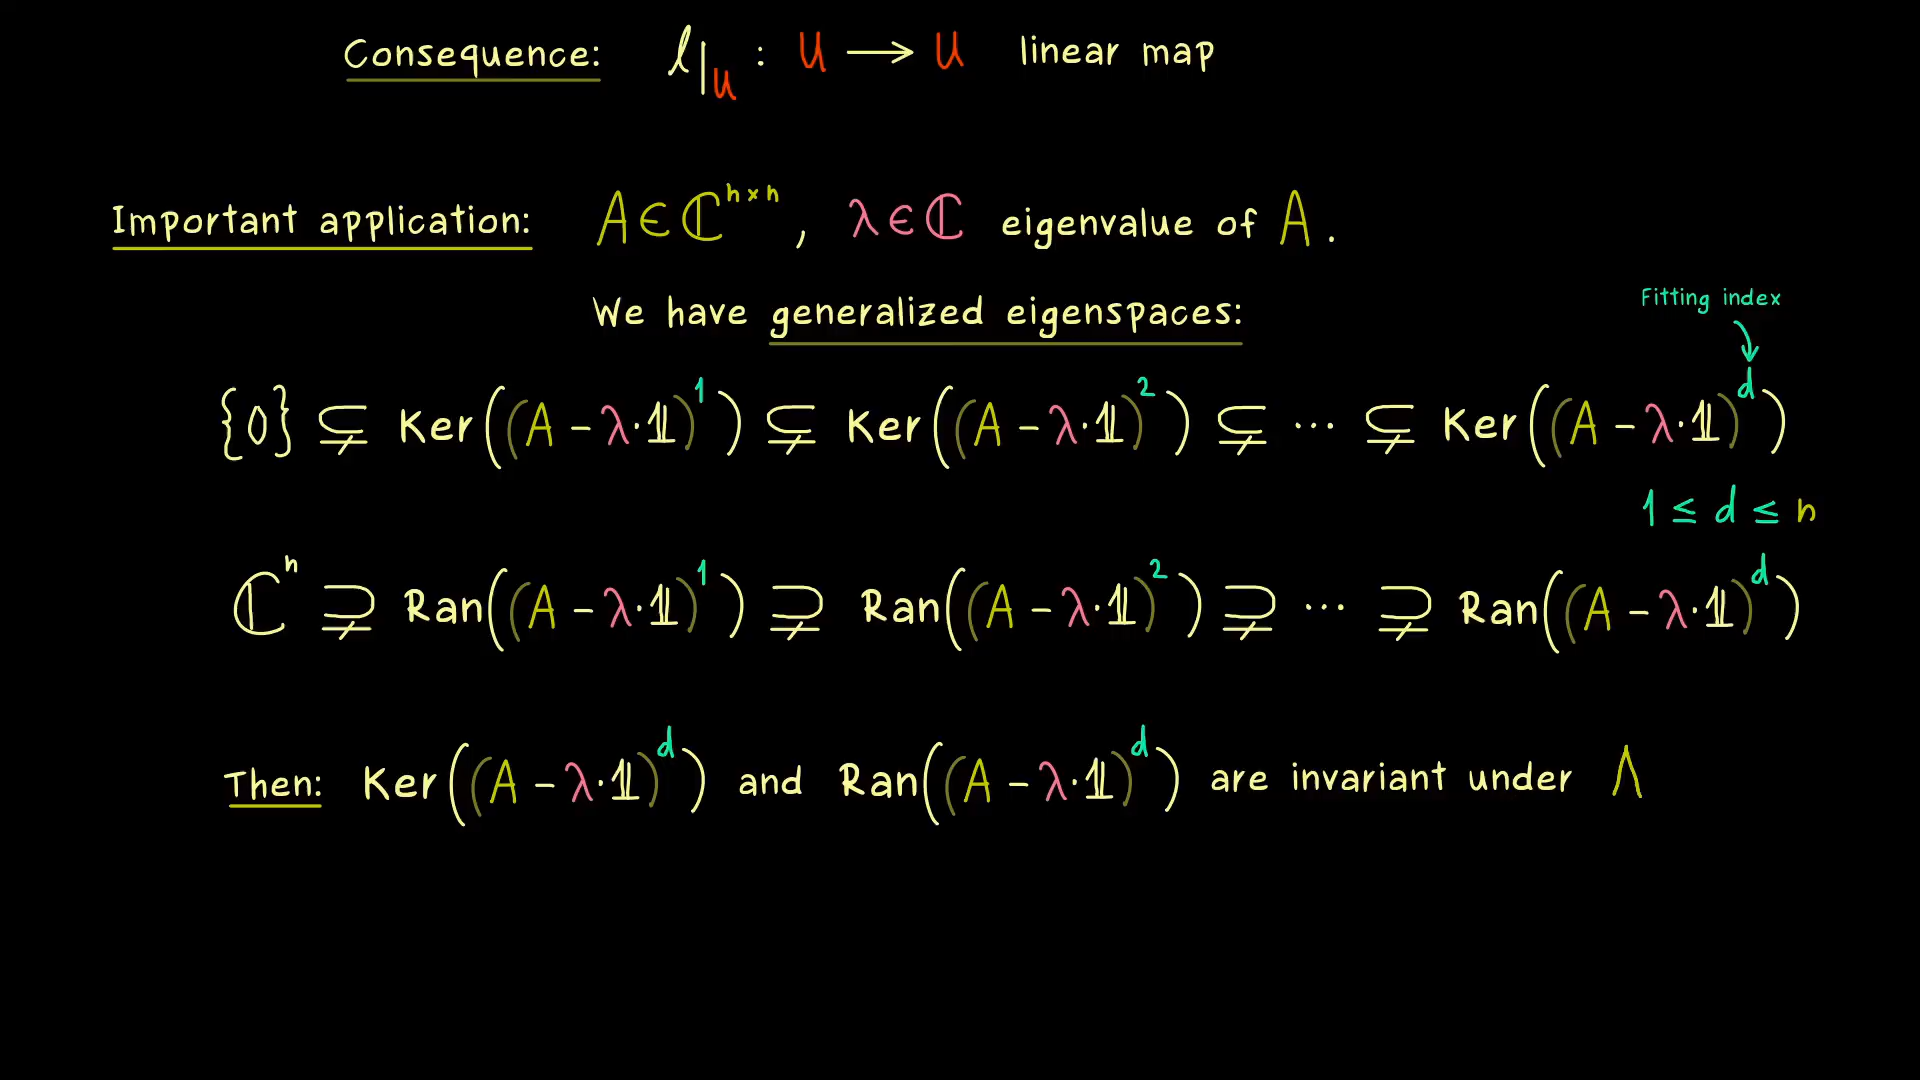 Consequence: ℓ|_U : U ⟶ U linear map
Important application: A ∈ ℂ^{n×n}, λ ∈ ℂ eigenvalue of A.
We have generalized eigenspaces:
Fitting index
{0} ⊊ Ker((A − λ·𝟙)^1) ⊊ Ker((A − λ·𝟙)^2) ⊊ ⋯ ⊊ Ker((A − λ·𝟙)^d)
1 ≤ d ≤ n
ℂ^n ⊋ Ran((A − λ·𝟙)^1) ⊋ Ran((A − λ·𝟙)^2) ⊋ ⋯ ⊋ Ran((A − λ·𝟙)^d)
Then: Ker((A − λ·𝟙)^d) and Ran((A − λ·𝟙)^d) are invariant under Λ